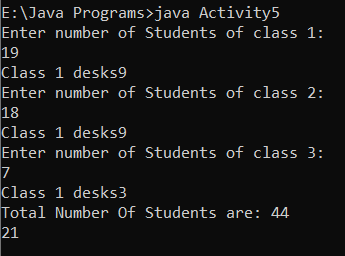 E:\Java Programs>java Activity5
Enter number of Students of class 1:
19
Class 1 desks9
Enter number of Students of class 2:
18
Class 1 desks9
Enter number of Students of class 3:
7
Class 1 desks3
Total Number Of Students are: 44
21